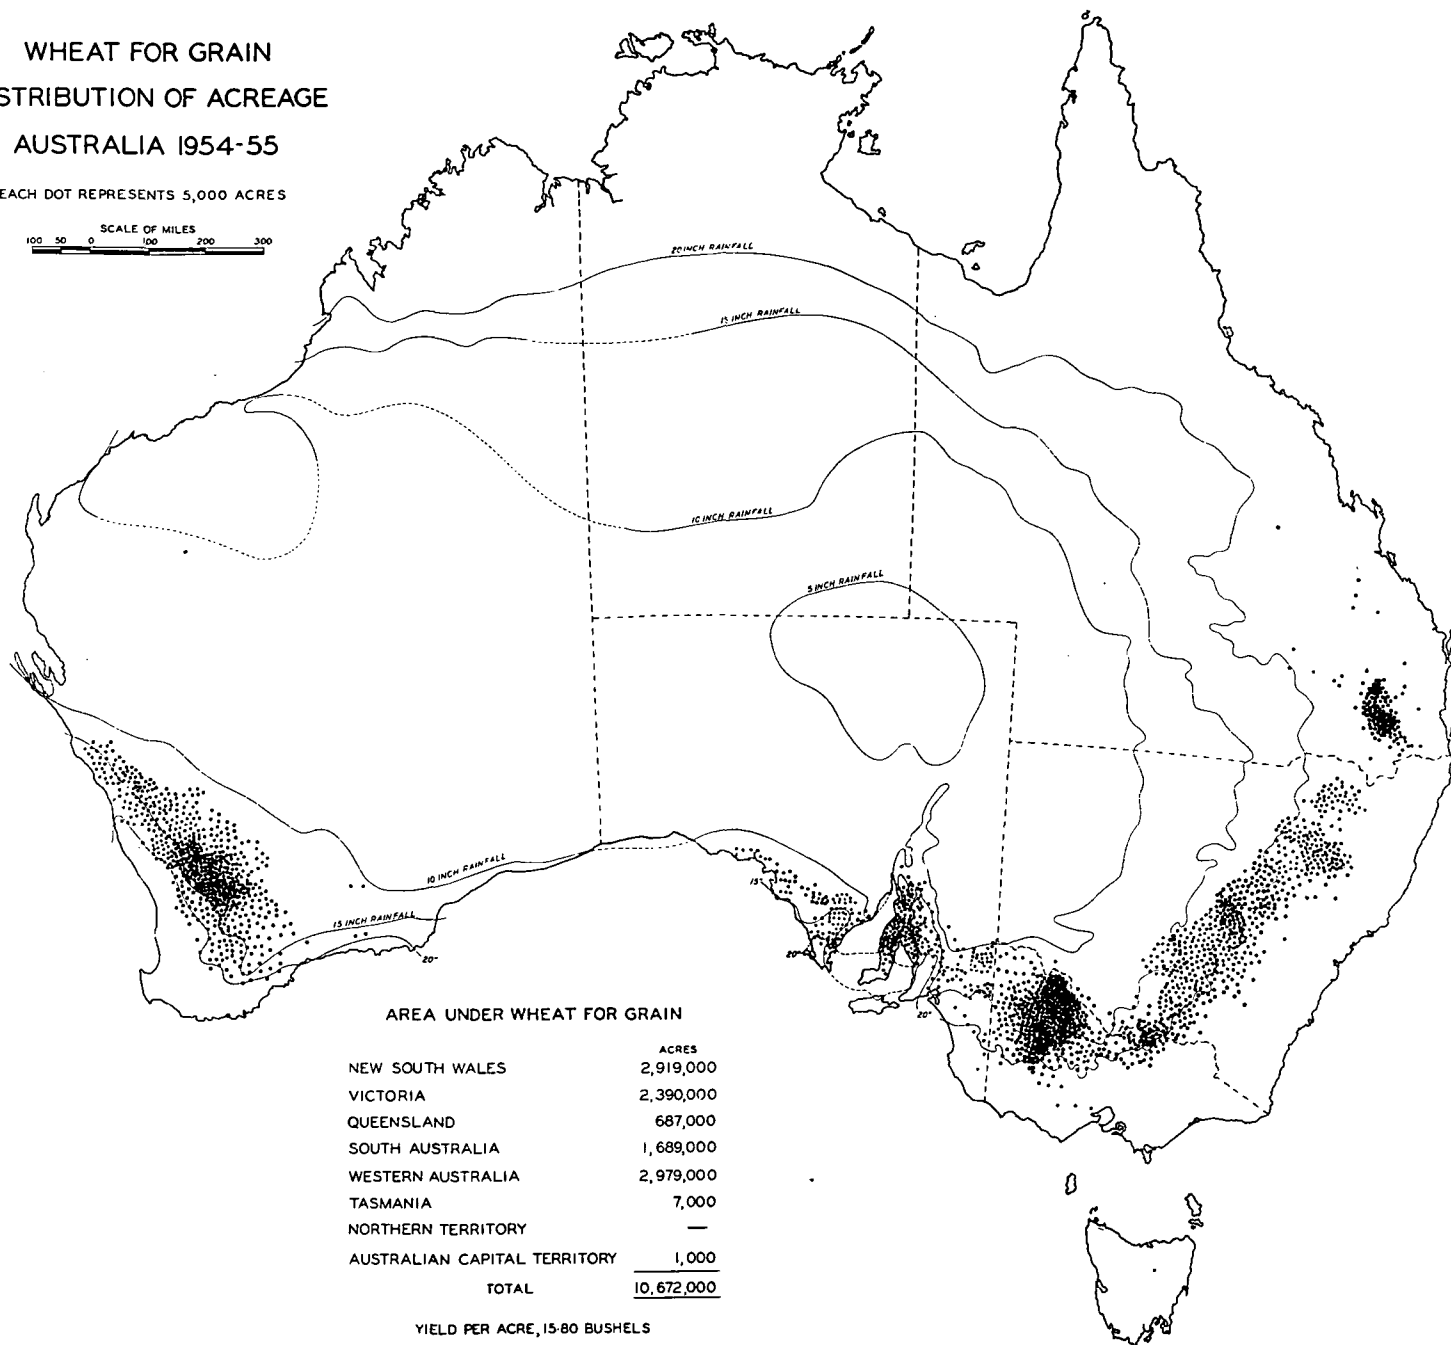 WHEAT FOR GRAIN
STRIBUTION OF ACREAGE
AUSTRALIA 1954-55
EACH DOT REPRESENTS 5,000 ACRES
SCALE OF MILES
100 50 0 100 200 300
20 INCH RAINFALL
15 INCH RAINFALL
10 INCH RAINFALL
5 INCH RAINFALL
10 INCH RAINFALL
15 INCH RAINFALL
20"
15"
20"
20"
AREA UNDER WHEAT FOR GRAIN
ACRES
NEW SOUTH WALES 2,919,000
VICTORIA 2,390,000
QUEENSLAND 687,000
SOUTH AUSTRALIA 1,689,000
WESTERN AUSTRALIA 2,979,000
TASMANIA 7,000
NORTHERN TERRITORY —
AUSTRALIAN CAPITAL TERRITORY 1,000
TOTAL 10,672,000
YIELD PER ACRE, 15·80 BUSHELS